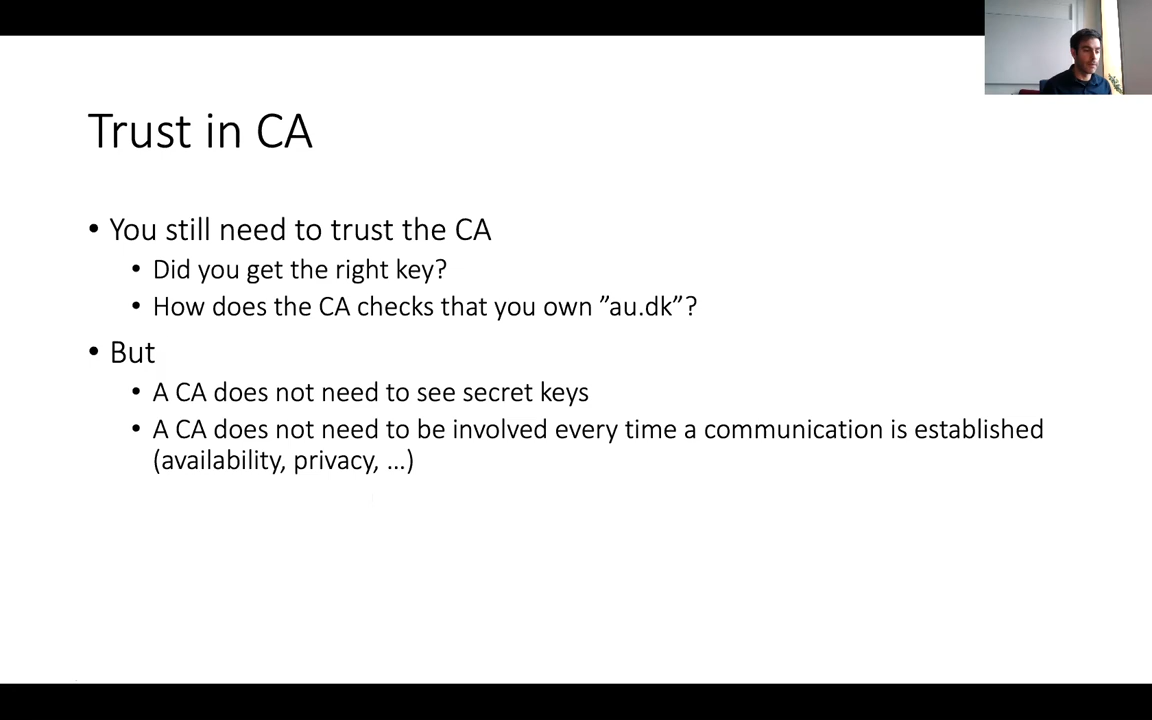 Trust in CA
• You still need to trust the CA
• Did you get the right key?
• How does the CA checks that you own ”au.dk”?
• But
• A CA does not need to see secret keys
• A CA does not need to be involved every time a communication is established
(availability, privacy, ...)